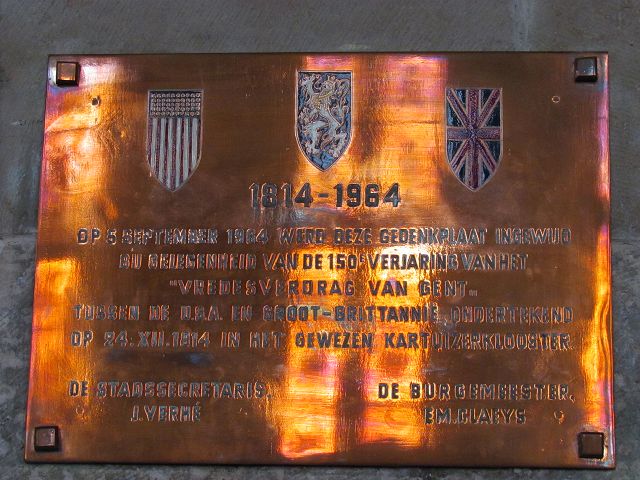 1814-1964
OP 5 SEPTEMBER 1964 WERD DEZE GEDENKPLAAT INGEWIJD
BIJ GELEGENHEID VAN DE 150e VERJARING VAN HET
"VREDESVERDRAG VAN GENT"
TUSSEN DE U.S.A. EN GROOT-BRITTANNIE, ONDERTEKEND
OP 24.XII.1814 IN HET GEWEZEN KARTUIZERKLOOSTER.
DE STADSSECRETARIS,
J. VERHÉ
DE BURGEMEESTER,
EM. CLAEYS